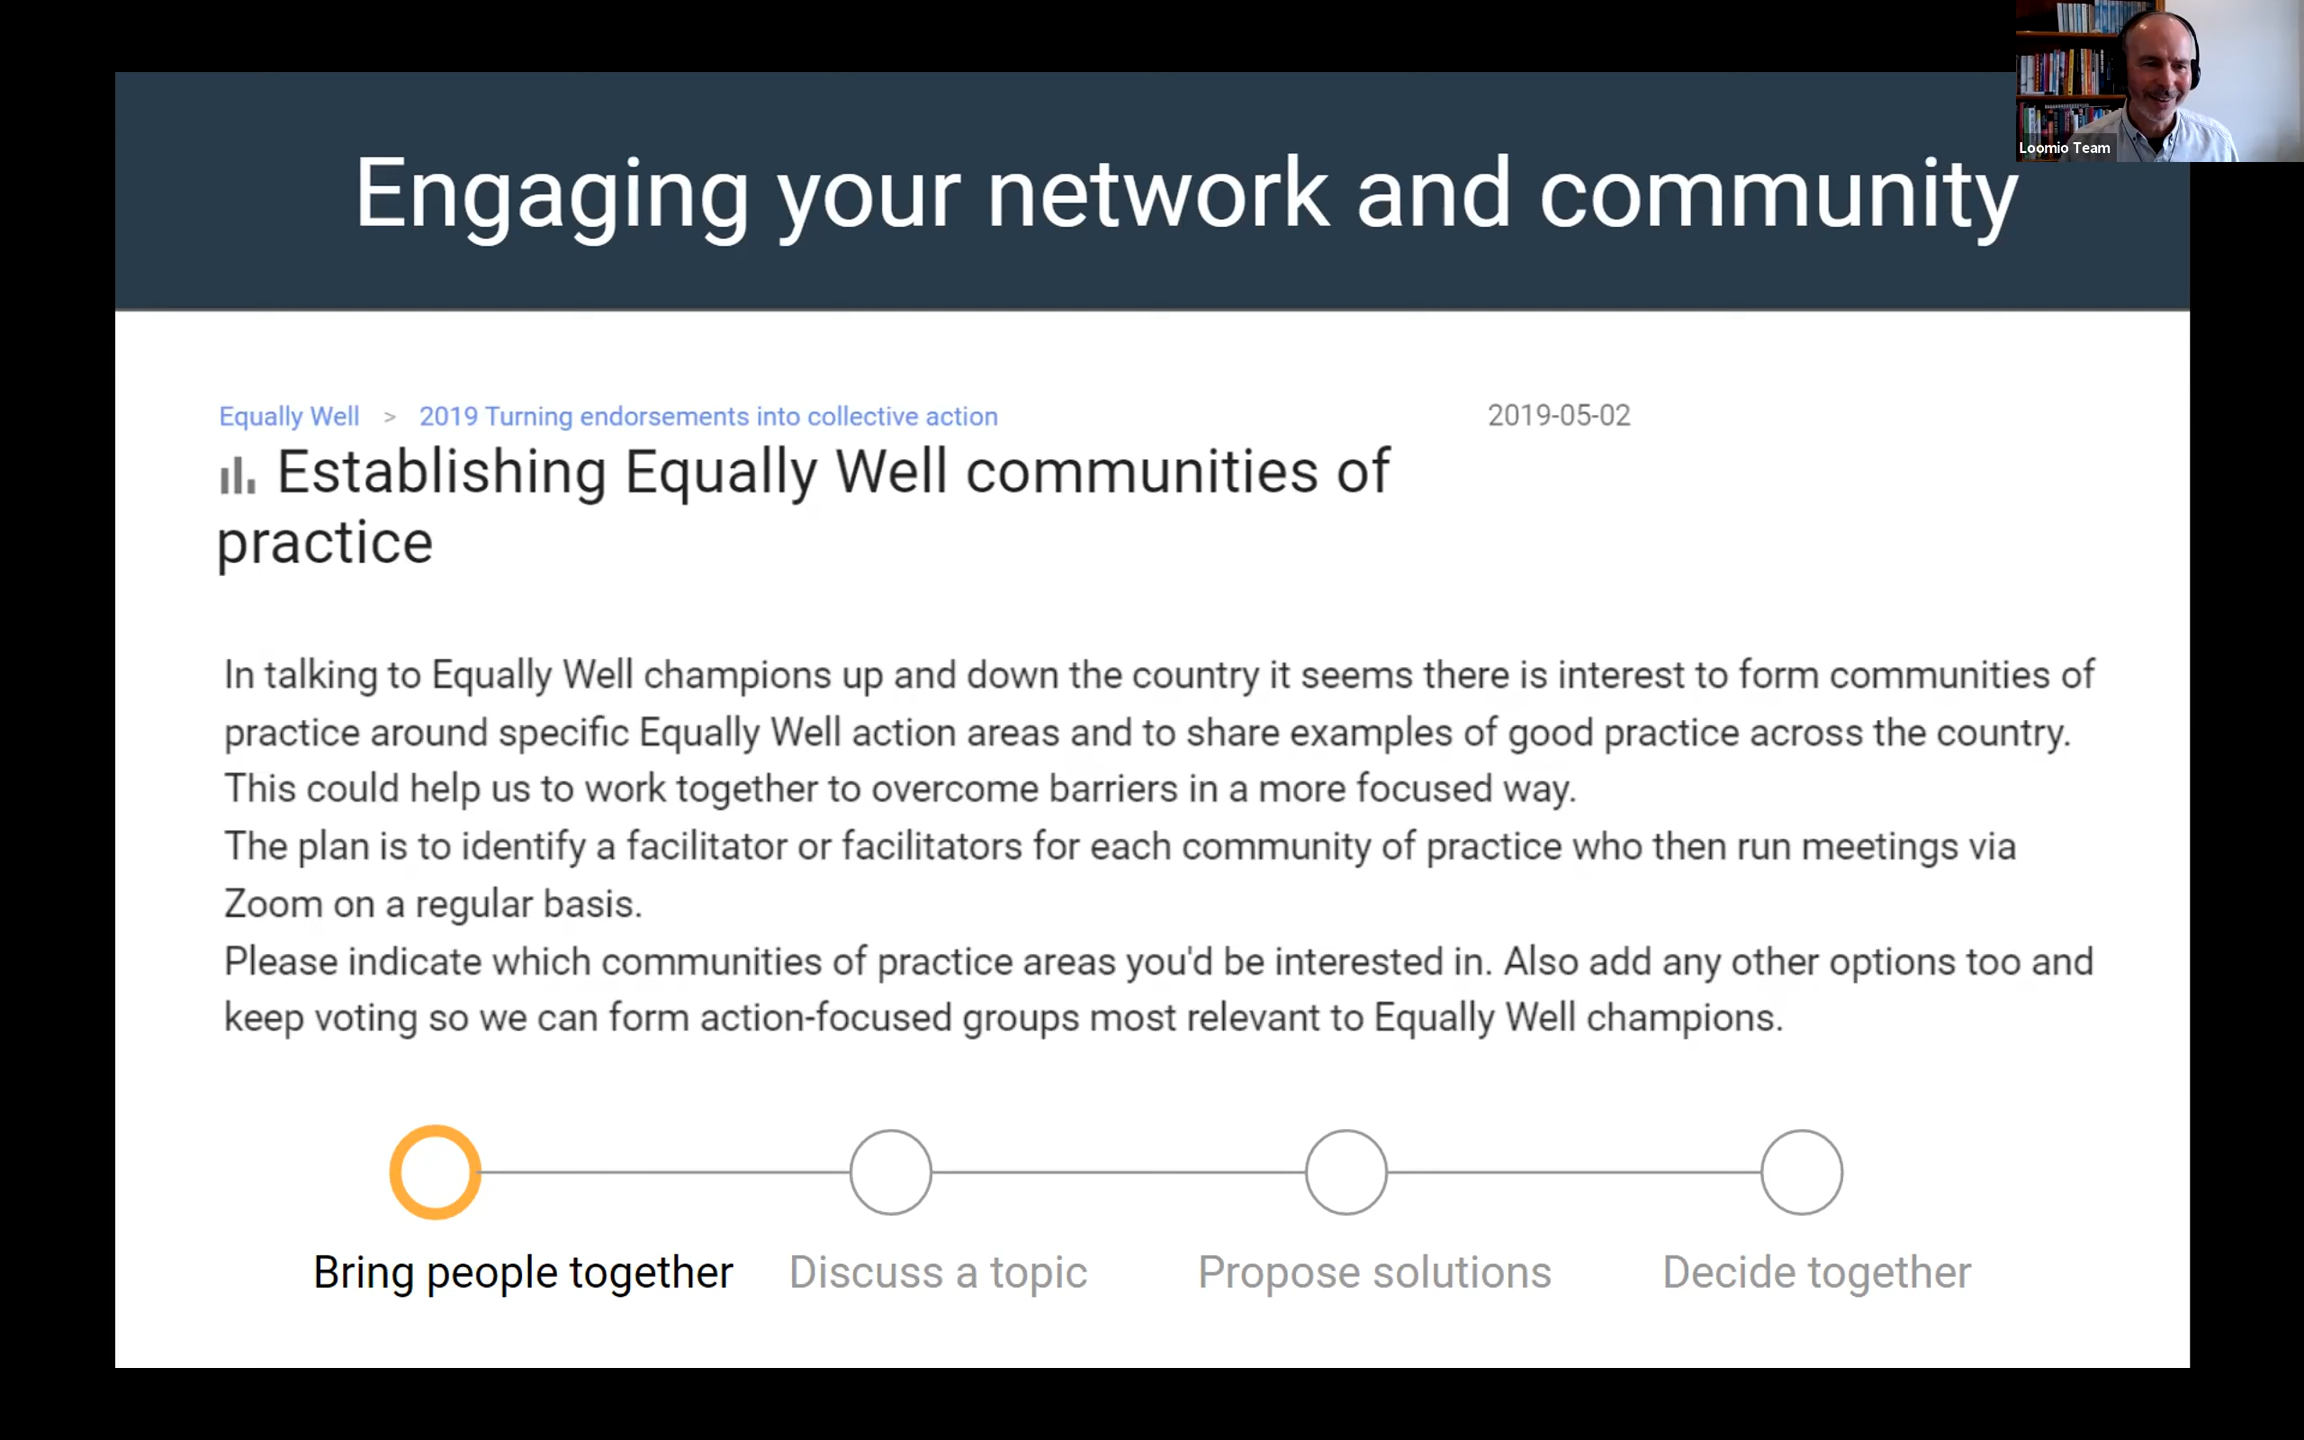 Loomio Team
Engaging your network and community
Equally Well > 2019 Turning endorsements into collective action 2019-05-02
Establishing Equally Well communities of
practice
In talking to Equally Well champions up and down the country it seems there is interest to form communities of
practice around specific Equally Well action areas and to share examples of good practice across the country.
This could help us to work together to overcome barriers in a more focused way.
The plan is to identify a facilitator or facilitators for each community of practice who then run meetings via
Zoom on a regular basis.
Please indicate which communities of practice areas you'd be interested in. Also add any other options too and
keep voting so we can form action-focused groups most relevant to Equally Well champions.
Bring people together Discuss a topic Propose solutions Decide together